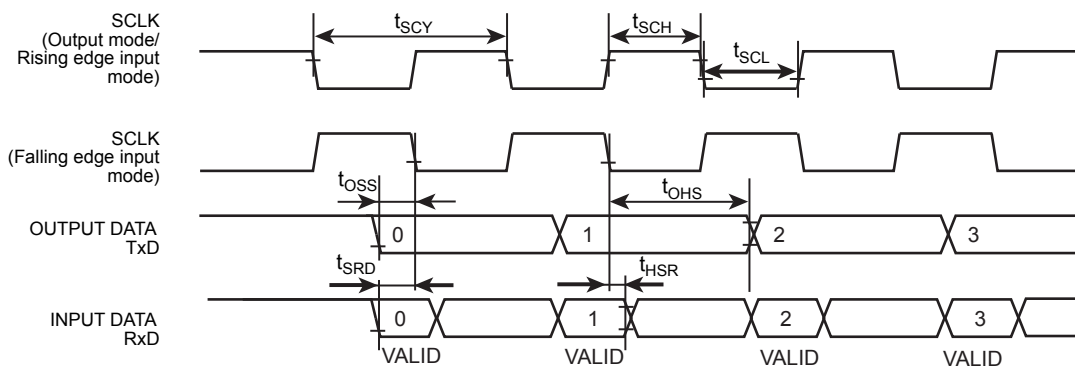 SCLK
(Output mode/
Rising edge input
mode)
tSCY
tSCH
tSCL
SCLK
(Falling edge input
mode)
tOSS
tOHS
OUTPUT DATA
TxD
0
1
2
3
tSRD
tHSR
INPUT DATA
RxD
0
1
2
3
VALID
VALID
VALID
VALID